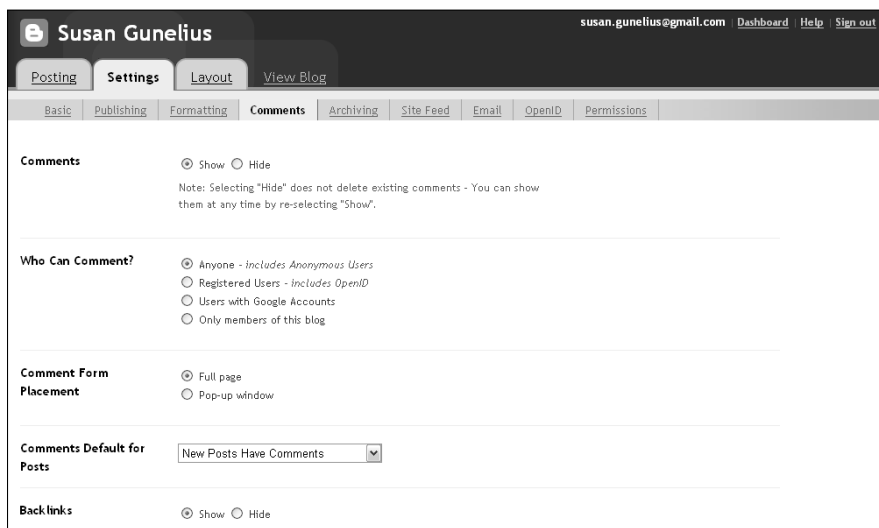 Susan Gunelius
susan.gunelius@gmail.com | Dashboard | Help | Sign out
Posting Settings Layout View Blog
Basic Publishing Formatting Comments Archiving Site Feed Email OpenID Permissions
Comments
Show Hide
Note: Selecting "Hide" does not delete existing comments - You can show
them at any time by re-selecting "Show".
Who Can Comment?
Anyone - includes Anonymous Users
Registered Users - includes OpenID
Users with Google Accounts
Only members of this blog
Comment Form
Placement
Full page
Pop-up window
Comments Default for
Posts
New Posts Have Comments
Backlinks
Show Hide